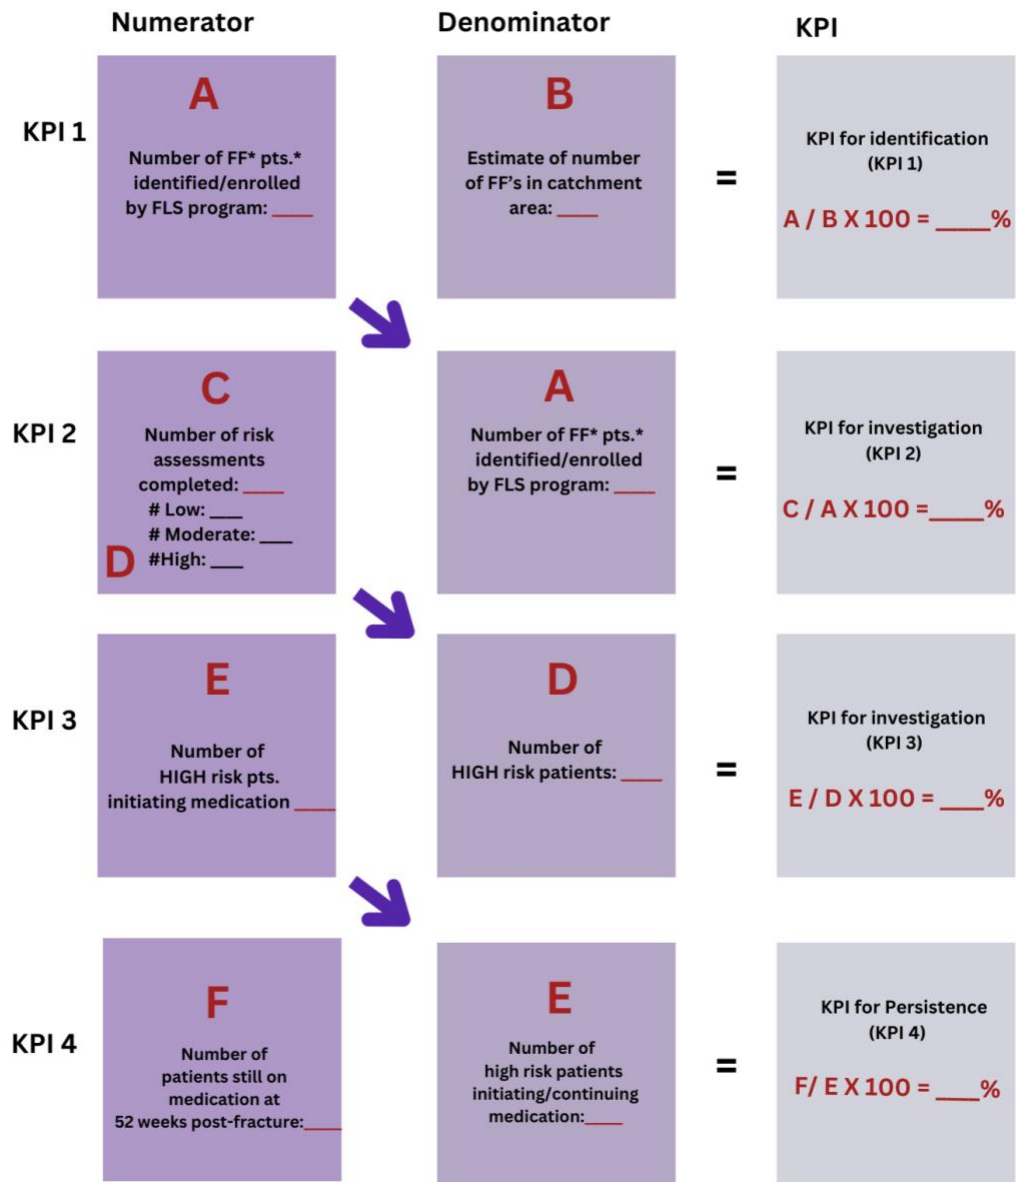 Numerator
Denominator
KPI
KPI 1
A
Number of FF* pts.*
identified/enrolled
by FLS program: ____
B
Estimate of number
of FF's in catchment
area: ____
=
KPI for identification
(KPI 1)
A / B X 100 = ____%
KPI 2
C
Number of risk
assessments
completed: ____
# Low: ___
# Moderate: ___
D #High: ___
A
Number of FF* pts.*
identified/enrolled
by FLS program: ____
=
KPI for investigation
(KPI 2)
C / A X 100 =____%
KPI 3
E
Number of
HIGH risk pts.
initiating medication ____
D
Number of
HIGH risk patients: ____
=
KPI for investigation
(KPI 3)
E / D X 100 = ___%
KPI 4
F
Number of
patients still on
medication at
52 weeks post-fracture:____
E
Number of
high risk patients
initiating/continuing
medication:____
=
KPI for Persistence
(KPI 4)
F/ E X 100 = ___%